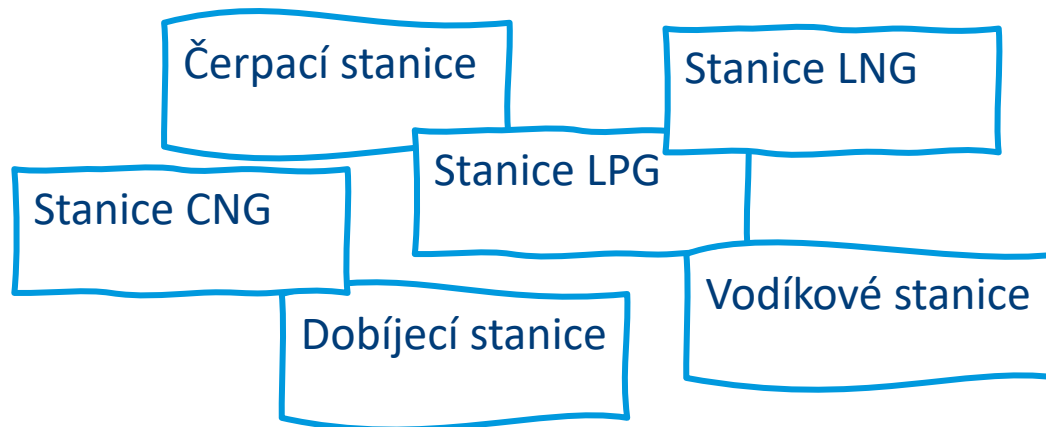 Čerpací stanice
Stanice LNG
Stanice LPG
Stanice CNG
Vodíkové stanice
Dobíjecí stanice